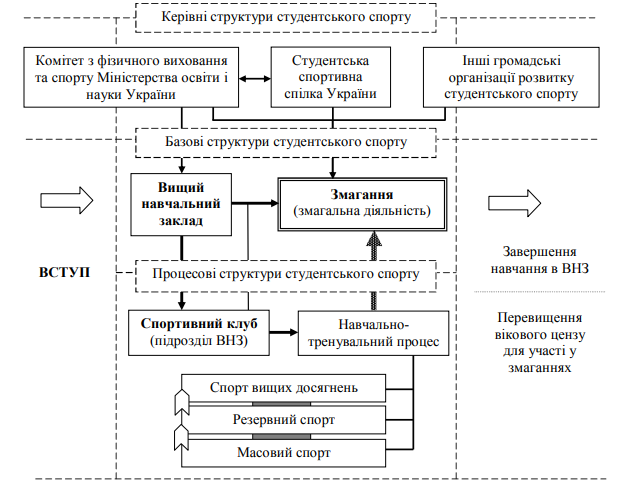 Керівні структури студентського спорту
Комітет з фізичного виховання
та спорту Міністерства освіти і
науки України
Студентська
спортивна
спілка України
Інші громадські
організації розвитку
студентського спорту
Базові структури студентського спорту
Вищий
навчальний
заклад
Змагання
(змагальна діяльність)
ВСТУП
Завершення
навчання в ВНЗ
Процесові структури студентського спорту
Спортивний клуб
(підрозділ ВНЗ)
Навчально-
тренувальний процес
Перевищення
вікового цензу
для участі у
змаганнях
Спорт вищих досягнень
Резервний спорт
Масовий спорт